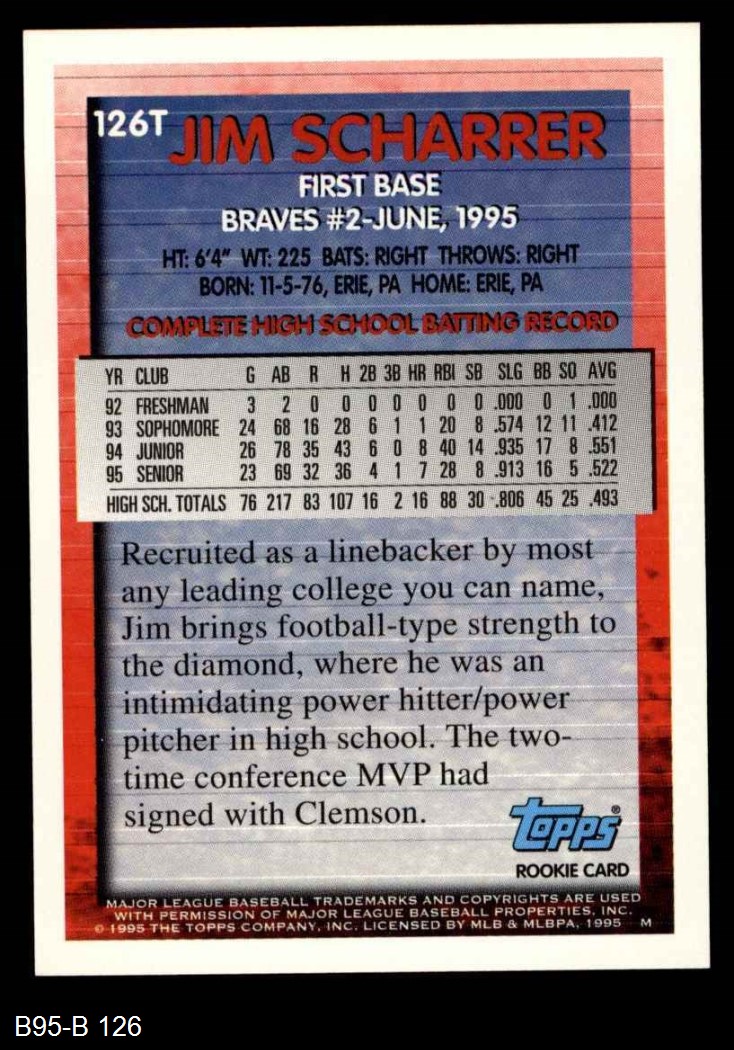 126T JIM SCHARRER
FIRST BASE
BRAVES #2-JUNE, 1995
HT: 6'4" WT: 225 BATS: RIGHT THROWS: RIGHT
BORN: 11-5-76, ERIE, PA HOME: ERIE, PA
COMPLETE HIGH SCHOOL BATTING RECORD
YR CLUB G AB R H 2B 3B HR RBI SB SLG BB SO AVG
92 FRESHMAN 3 2 0 0 0 0 0 0 0 .000 0 1 .000
93 SOPHOMORE 24 68 16 28 6 1 1 20 8 .574 12 11 .412
94 JUNIOR 26 78 35 43 6 0 8 40 14 .935 17 8 .551
95 SENIOR 23 69 32 36 4 1 7 28 8 .913 16 5 .522
HIGH SCH. TOTALS 76 217 83 107 16 2 16 88 30 .806 45 25 .493
Recruited as a linebacker by most
any leading college you can name,
Jim brings football-type strength to
the diamond, where he was an
intimidating power hitter/power
pitcher in high school. The two-
time conference MVP had
signed with Clemson.
topps®
ROOKIE CARD
MAJOR LEAGUE BASEBALL TRADEMARKS AND COPYRIGHTS ARE USED
WITH PERMISSION OF MAJOR LEAGUE BASEBALL PROPERTIES, INC.
© 1995 THE TOPPS COMPANY, INC. LICENSED BY MLB & MLBPA, 1995 M
B95-B 126